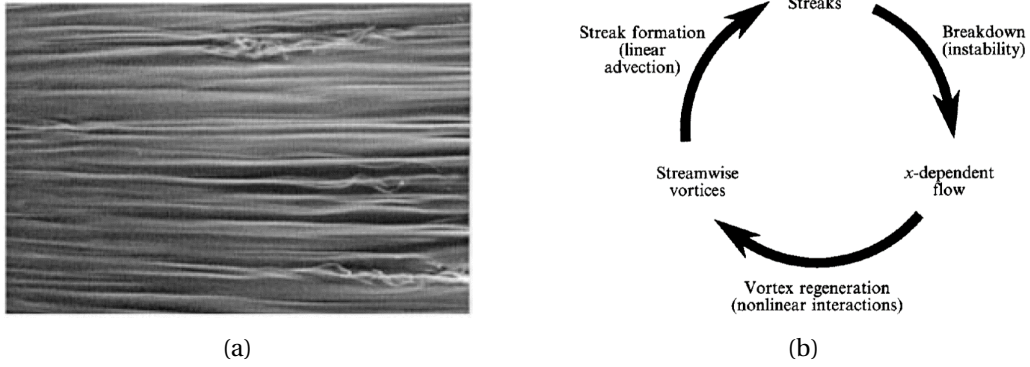 Streaks
Streak formation
(linear
advection)
Breakdown
(instability)
Streamwise
vortices
x-dependent
flow
Vortex regeneration
(nonlinear interactions)
(a)
(b)